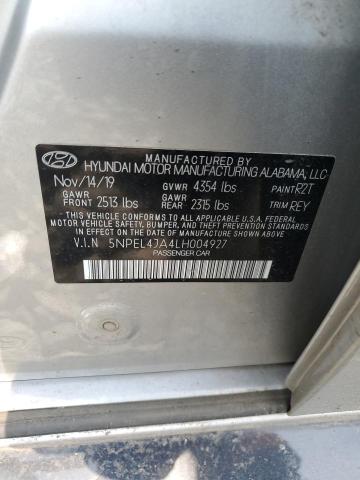 MANUFACTURED BY
HYUNDAI MOTOR MANUFACTURING ALABAMA, LLC
Nov/14/19 GVWR 4354 lbs PAINT R2T
GAWR FRONT 2513 lbs GAWR REAR 2315 lbs TRIM REY
THIS VEHICLE CONFORMS TO ALL APPLICABLE U.S.A. FEDERAL
MOTOR VEHICLE SAFETY, BUMPER, AND THEFT PREVENTION
STANDARDS IN EFFECT ON THE DATE OF MANUFACTURE SHOWN
ABOVE.
V.I.N 5NPEL4JA4LH004927
PASSENGER CAR